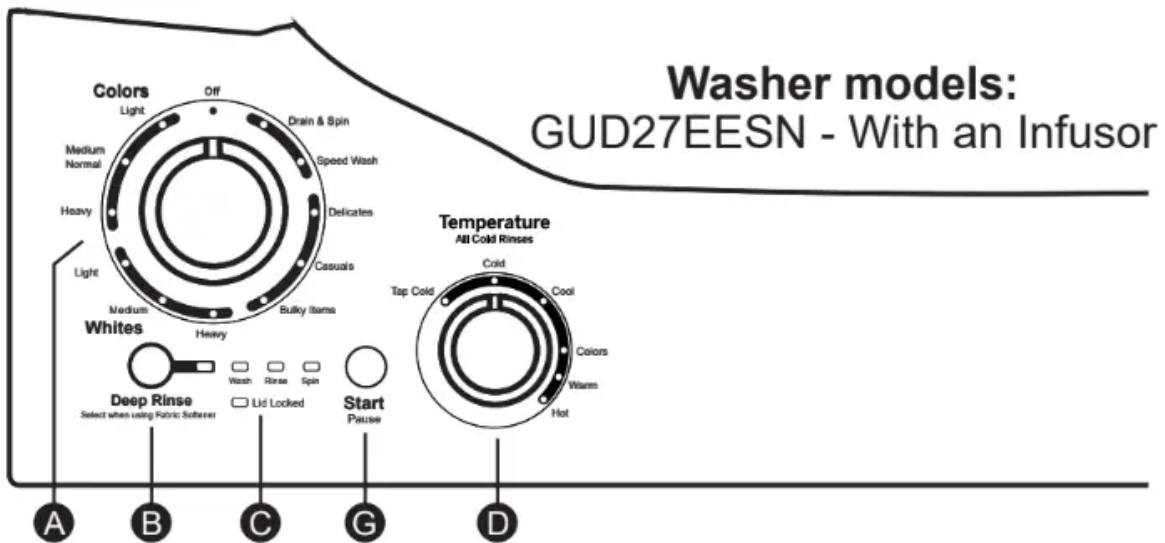 Washer models:
GUD27EESN - With an Infusor
Colors
Off
Light
Drain & Spin
Medium
Normal
Speed Wash
Heavy
Delicates
Light
Casuals
Medium
Bulky Items
Whites
Heavy
Temperature
All Cold Rinses
Cold
Tap Cold
Cool
Colors
Warm
Hot
Wash
Rinse
Spin
Deep Rinse
Select when using Fabric Softener
Lid Locked
Start
Pause
A
B
C
G
D